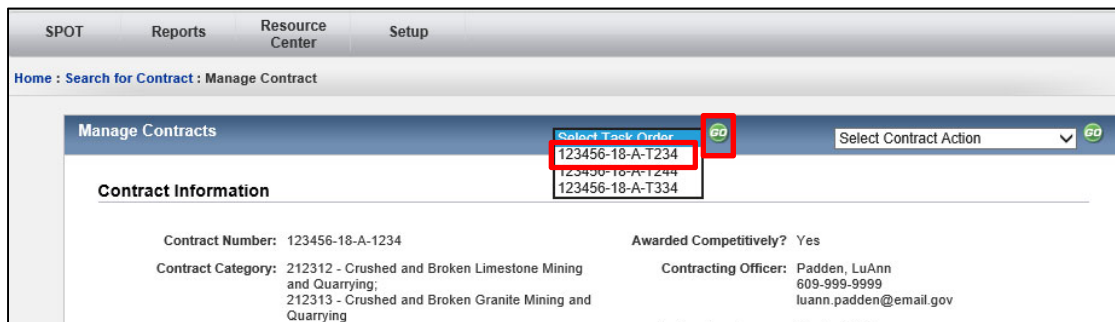 SPOT Reports Resource Center Setup
Home : Search for Contract : Manage Contract
Manage Contracts Select Task Order GO Select Contract Action GO
123456-18-A-T234
123456-18-A-T244
123456-18-A-T334
Contract Information
Contract Number: 123456-18-A-1234 Awarded Competitively? Yes
Contract Category: 212312 - Crushed and Broken Limestone Mining Contracting Officer: Padden, LuAnn
and Quarrying; 609-999-9999
212313 - Crushed and Broken Granite Mining and luann.padden@email.gov
Quarrying